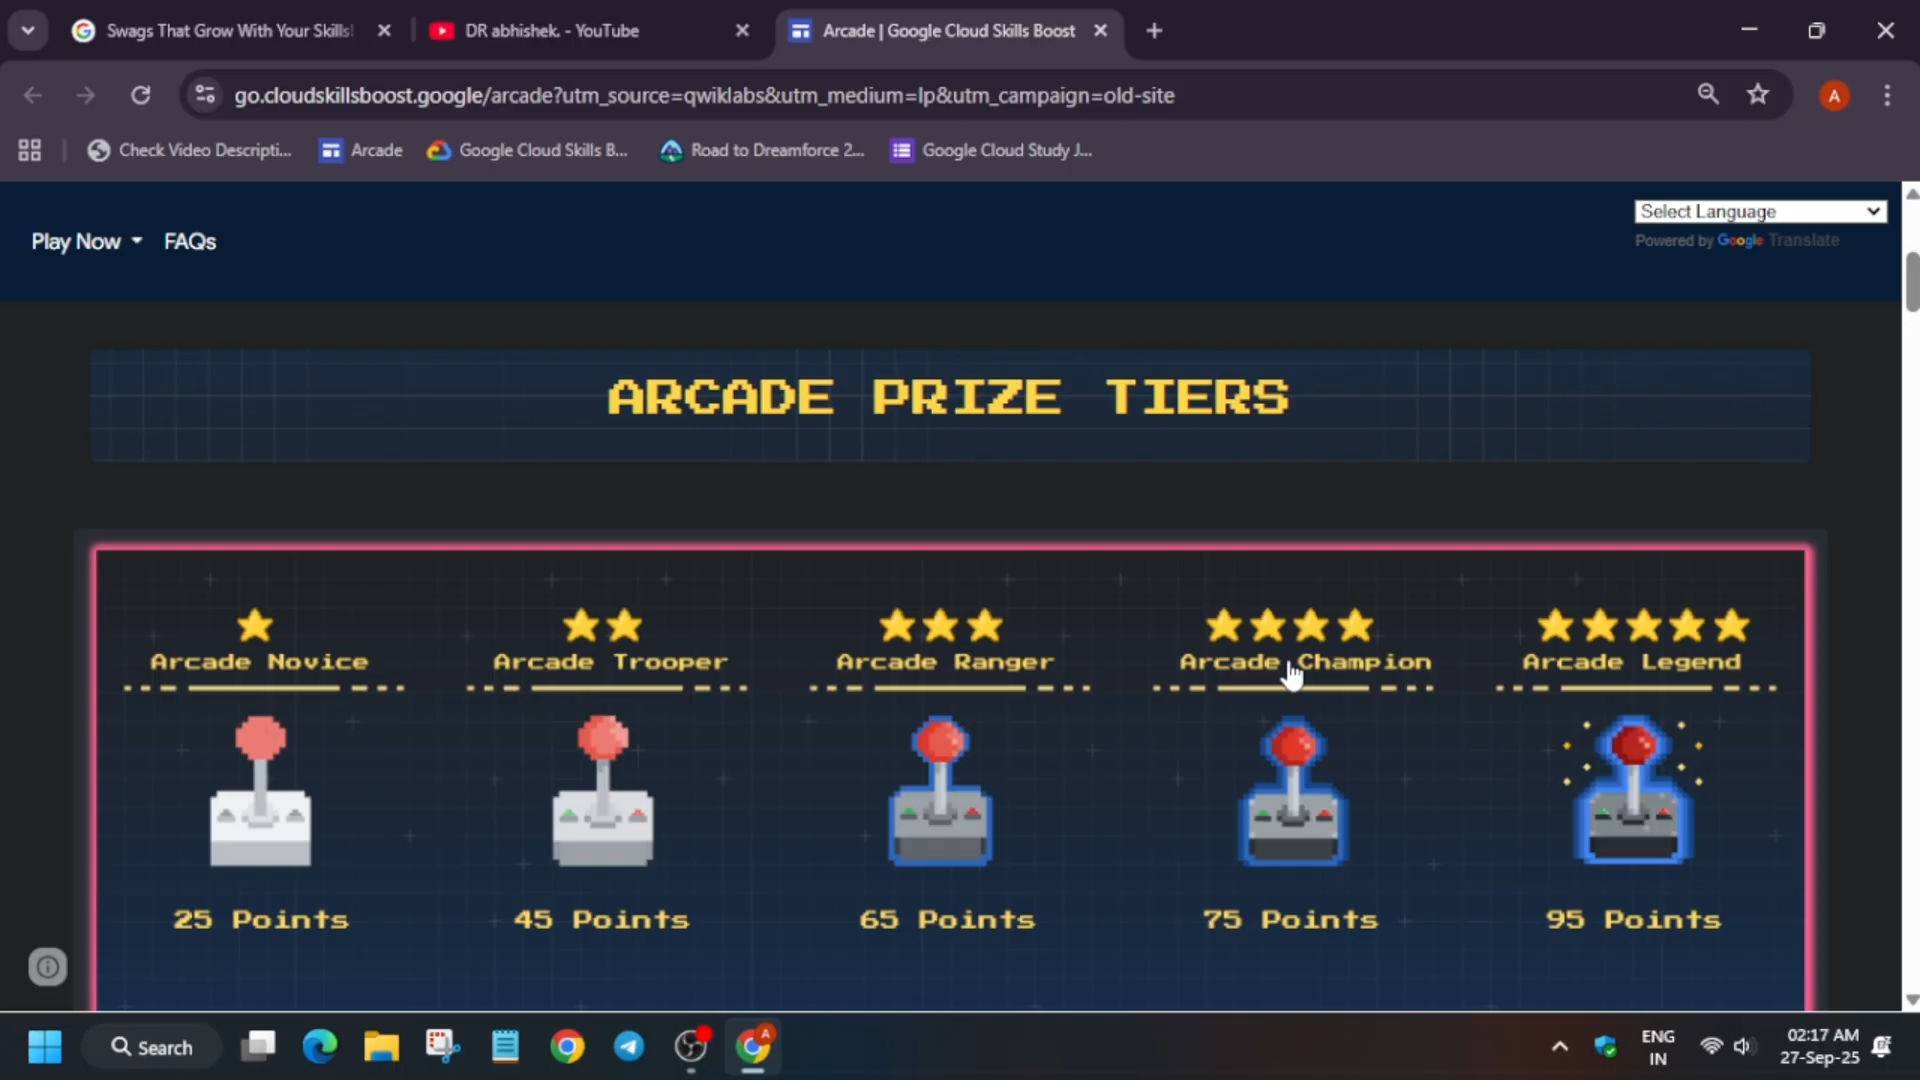 Swags That Grow With Your Skills!
DR abhishek. - YouTube
Arcade | Google Cloud Skills Boost
go.cloudskillsboost.google/arcade?utm_source=qwiklabs&utm_medium=lp&utm_campaign=old-site
A
Check Video Descripti...
Arcade
Google Cloud Skills B...
Road to Dreamforce 2...
Google Cloud Study J...
Play Now
FAQs
Select Language
Powered by Google Translate
ARCADE PRIZE TIERS
Arcade Novice
Arcade Trooper
Arcade Ranger
Arcade Champion
Arcade Legend
25 Points
45 Points
65 Points
75 Points
95 Points
Search
A
ENG
IN
02:17 AM
27-Sep-25